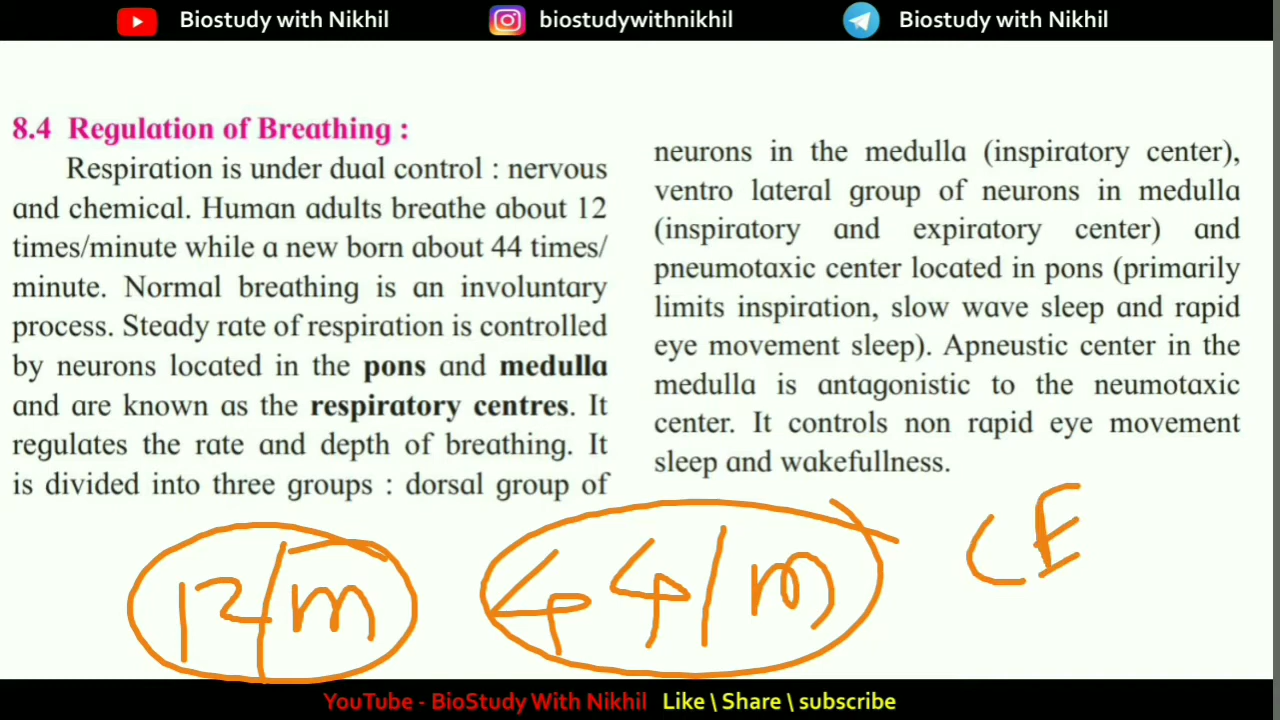 Biostudy with Nikhil biostudywithnikhil Biostudy with Nikhil
8.4 Regulation of Breathing :
Respiration is under dual control : nervous
and chemical. Human adults breathe about 12
times/minute while a new born about 44 times/
minute. Normal breathing is an involuntary
process. Steady rate of respiration is controlled
by neurons located in the pons and medulla
and are known as the respiratory centres. It
regulates the rate and depth of breathing. It
is divided into three groups : dorsal group of
neurons in the medulla (inspiratory center),
ventro lateral group of neurons in medulla
(inspiratory and expiratory center) and
pneumotaxic center located in pons (primarily
limits inspiration, slow wave sleep and rapid
eye movement sleep). Apneustic center in the
medulla is antagonistic to the neumotaxic
center. It controls non rapid eye movement
sleep and wakefullness.
12/m 44/m CE
YouTube - BioStudy With Nikhil Like \ Share \ subscribe